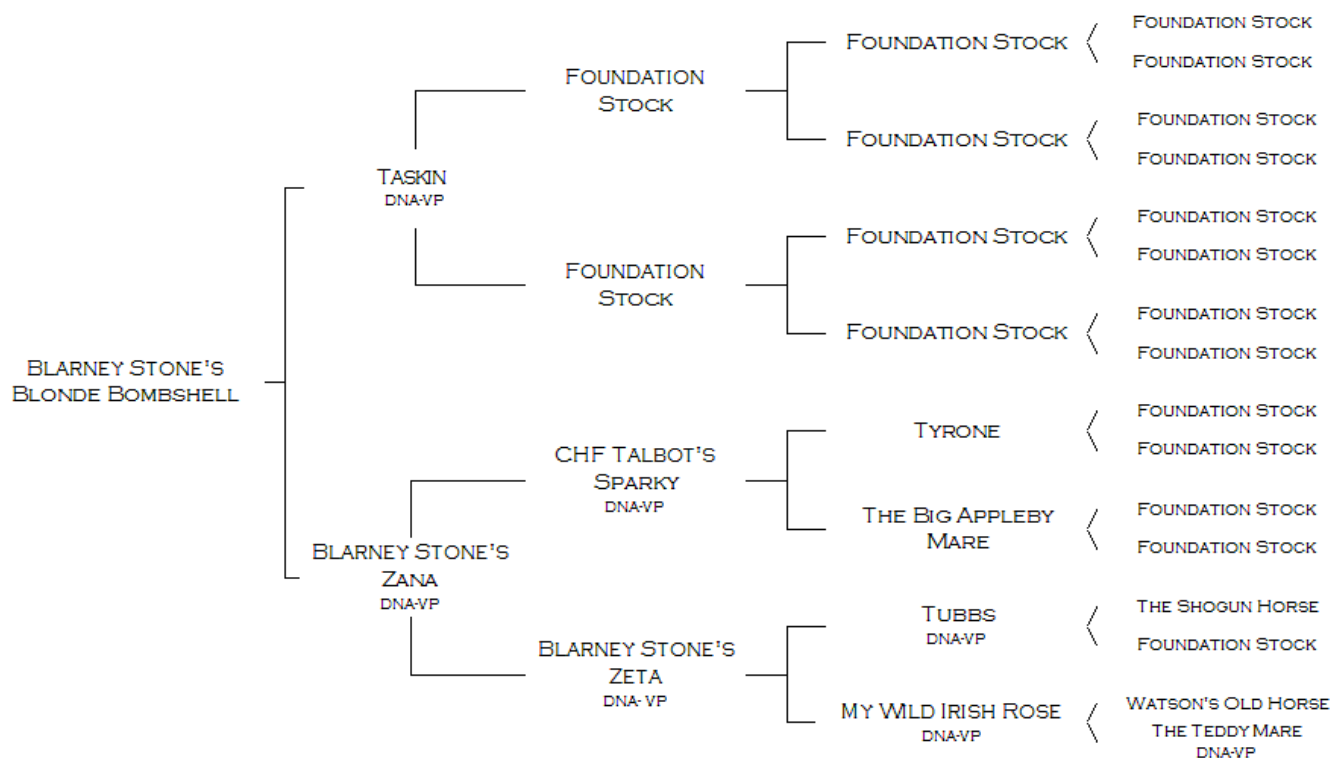 BLARNEY STONE'S
BLONDE BOMBSHELL
TASKIN
DNA-VP
BLARNEY STONE'S
ZANA
DNA-VP
FOUNDATION
STOCK
FOUNDATION
STOCK
CHF TALBOT'S
SPARKY
DNA-VP
BLARNEY STONE'S
ZETA
DNA- VP
FOUNDATION STOCK
FOUNDATION STOCK
FOUNDATION STOCK
FOUNDATION STOCK
TYRONE
THE BIG APPLEBY
MARE
TUBBS
DNA-VP
MY WILD IRISH ROSE
DNA-VP
FOUNDATION STOCK
FOUNDATION STOCK
FOUNDATION STOCK
FOUNDATION STOCK
FOUNDATION STOCK
FOUNDATION STOCK
FOUNDATION STOCK
FOUNDATION STOCK
FOUNDATION STOCK
FOUNDATION STOCK
FOUNDATION STOCK
FOUNDATION STOCK
THE SHOGUN HORSE
FOUNDATION STOCK
WATSON'S OLD HORSE
THE TEDDY MARE
DNA-VP